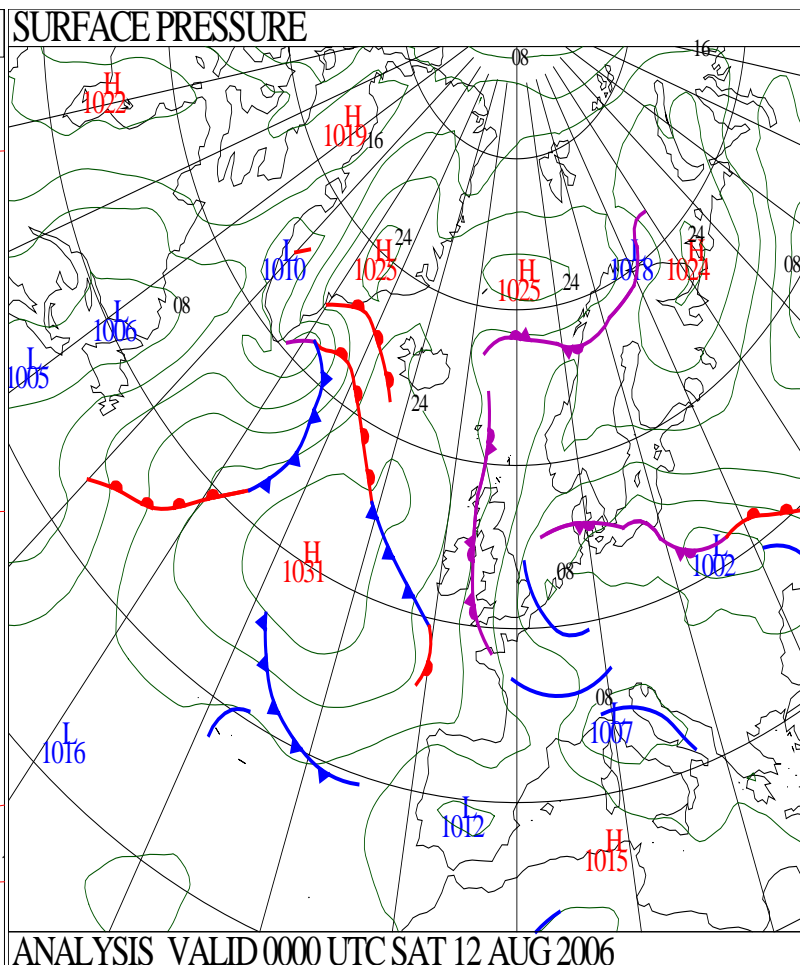 SURFACE PRESSURE
08
16
H
1022
H
1019
16
24
L
1010
H
1025
H
1025
24
L
1018
24
H
1024
08
08
L
1006
L
1005
24
H
1031
08
L
1002
08
L
1007
L
1016
L
1012
H
1015
ANALYSIS VALID 0000 UTC SAT 12 AUG 2006